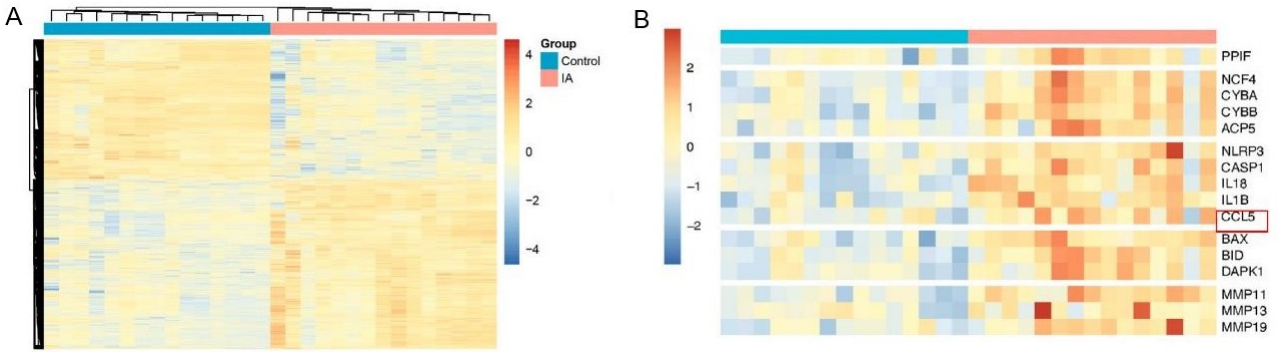 A
4
2
0
−2
−4
Group
Control
IA
B
2
1
0
−1
−2
PPIF
NCF4
CYBA
CYBB
ACP5
NLRP3
CASP1
IL18
IL1B
CCL5
BAX
BID
DAPK1
MMP11
MMP13
MMP19